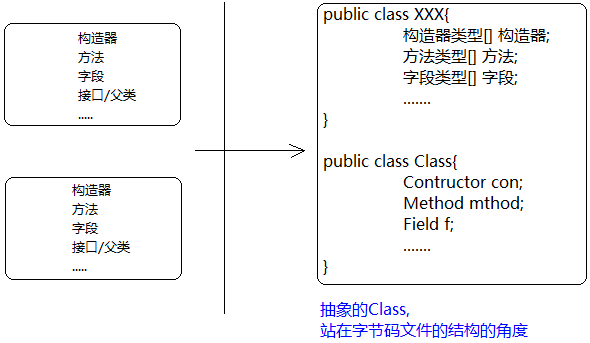 构造器
方法
字段
接口/父类
.....
构造器
方法
字段
接口/父类
.....
public class XXX{
构造器类型[] 构造器;
方法类型[] 方法;
字段类型[] 字段;
.......
}
public class Class{
Contructor con;
Method mthod;
Field f;
.......
}
抽象的Class,
站在字节码文件的结构的角度